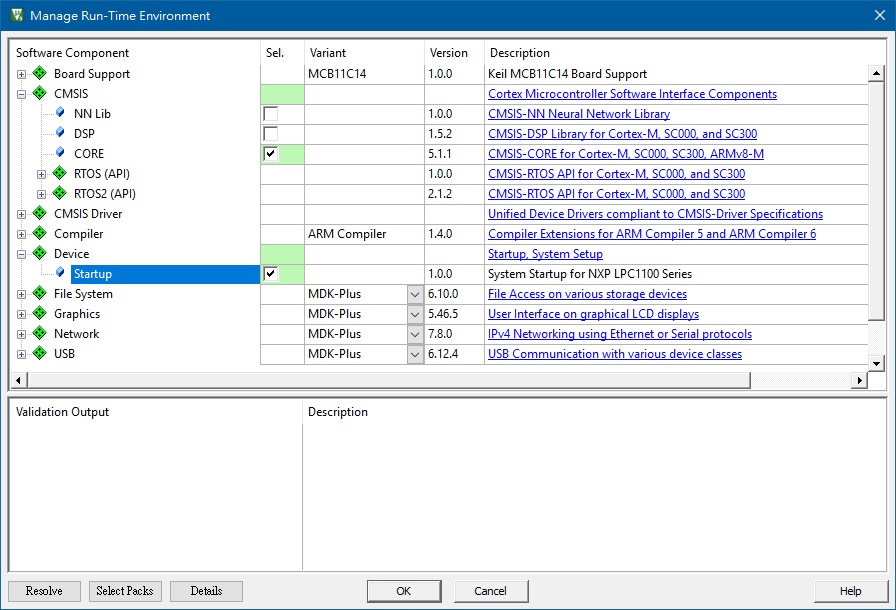 Manage Run-Time Environment
Software Component Sel. Variant Version Description
Board Support MCB11C14 1.0.0 Keil MCB11C14 Board Support
CMSIS Cortex Microcontroller Software Interface Components
NN Lib 1.0.0 CMSIS-NN Neural Network Library
DSP 1.5.2 CMSIS-DSP Library for Cortex-M, SC000, and SC300
CORE 5.1.1 CMSIS-CORE for Cortex-M, SC000, SC300, ARMv8-M
RTOS (API) 1.0.0 CMSIS-RTOS API for Cortex-M, SC000, and SC300
RTOS2 (API) 2.1.2 CMSIS-RTOS API for Cortex-M, SC000, and SC300
CMSIS Driver Unified Device Drivers compliant to CMSIS-Driver Specifications
Compiler ARM Compiler 1.4.0 Compiler Extensions for ARM Compiler 5 and ARM Compiler 6
Device Startup, System Setup
Startup 1.0.0 System Startup for NXP LPC1100 Series
File System MDK-Plus 6.10.0 File Access on various storage devices
Graphics MDK-Plus 5.46.5 User Interface on graphical LCD displays
Network MDK-Plus 7.8.0 IPv4 Networking using Ethernet or Serial protocols
USB MDK-Plus 6.12.4 USB Communication with various device classes
Validation Output Description
Resolve Select Packs Details OK Cancel Help